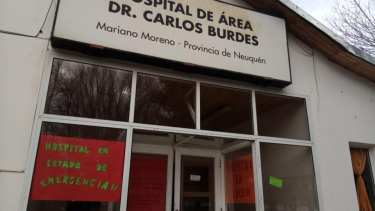 HOSPITAL DE ÁREA
DR. CARLOS BURDES
Mariano Moreno - Provincia de Neuquén
HOSPITAL EN
ESTADO DE
EMERGENCIA!!